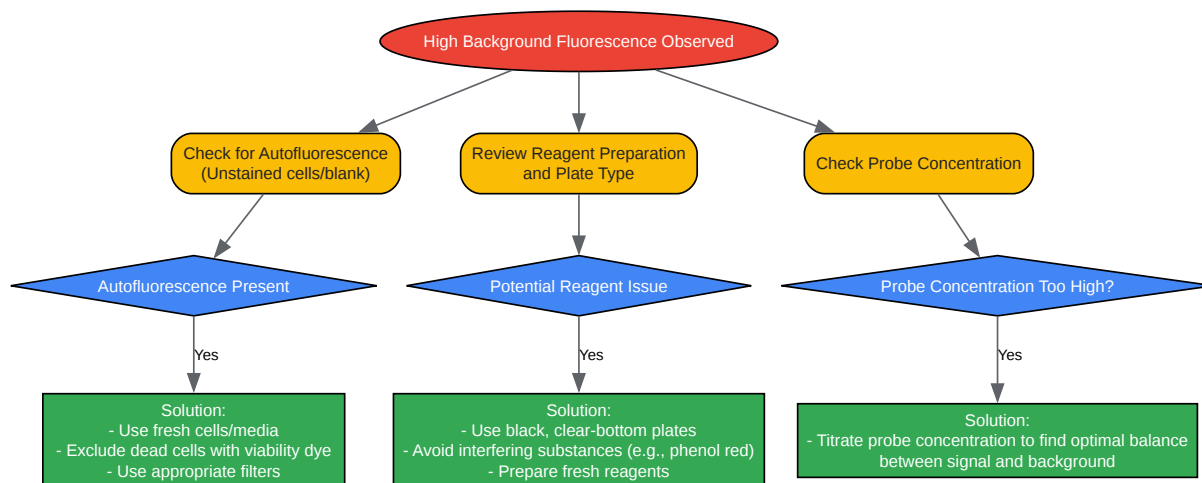 High Background Fluorescence Observed
Check for Autofluorescence
(Unstained cells/blank)
Review Reagent Preparation
and Plate Type
Check Probe Concentration
Autofluorescence Present
Potential Reagent Issue
Probe Concentration Too High?
Yes
Yes
Yes
Solution:
- Use fresh cells/media
- Exclude dead cells with viability dye
- Use appropriate filters
Solution:
- Use black, clear-bottom plates
- Avoid interfering substances (e.g., phenol red)
- Prepare fresh reagents
Solution:
- Titrate probe concentration to find optimal balance
between signal and background